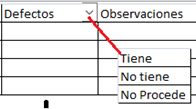 Defectos Observaciones
Tiene
No tiene
No Procede